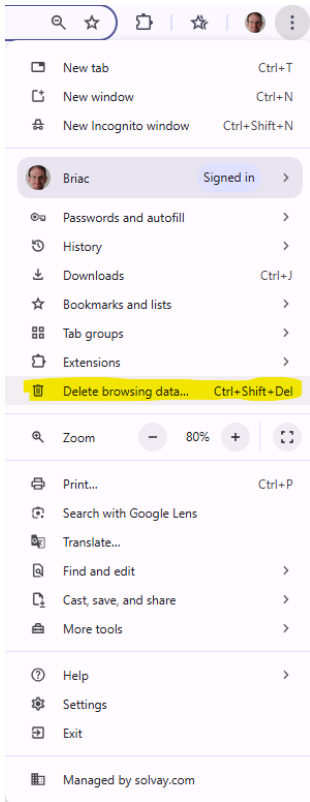 New tab Ctrl+T
New window Ctrl+N
New Incognito window Ctrl+Shift+N
Briac Signed in
Passwords and autofill
History
Downloads Ctrl+J
Bookmarks and lists
Tab groups
Extensions
Delete browsing data... Ctrl+Shift+Del
Zoom − 80% +
Print... Ctrl+P
Search with Google Lens
Translate...
Find and edit
Cast, save, and share
More tools
Help
Settings
Exit
Managed by solvay.com